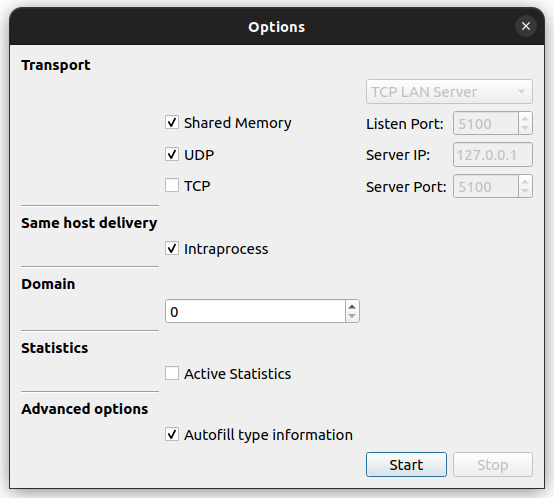 Options
Transport
TCP LAN Server
Shared Memory Listen Port: 5100
UDP Server IP: 127.0.0.1
TCP Server Port: 5100
Same host delivery
Intraprocess
Domain
0
Statistics
Active Statistics
Advanced options
Autofill type information
Start Stop